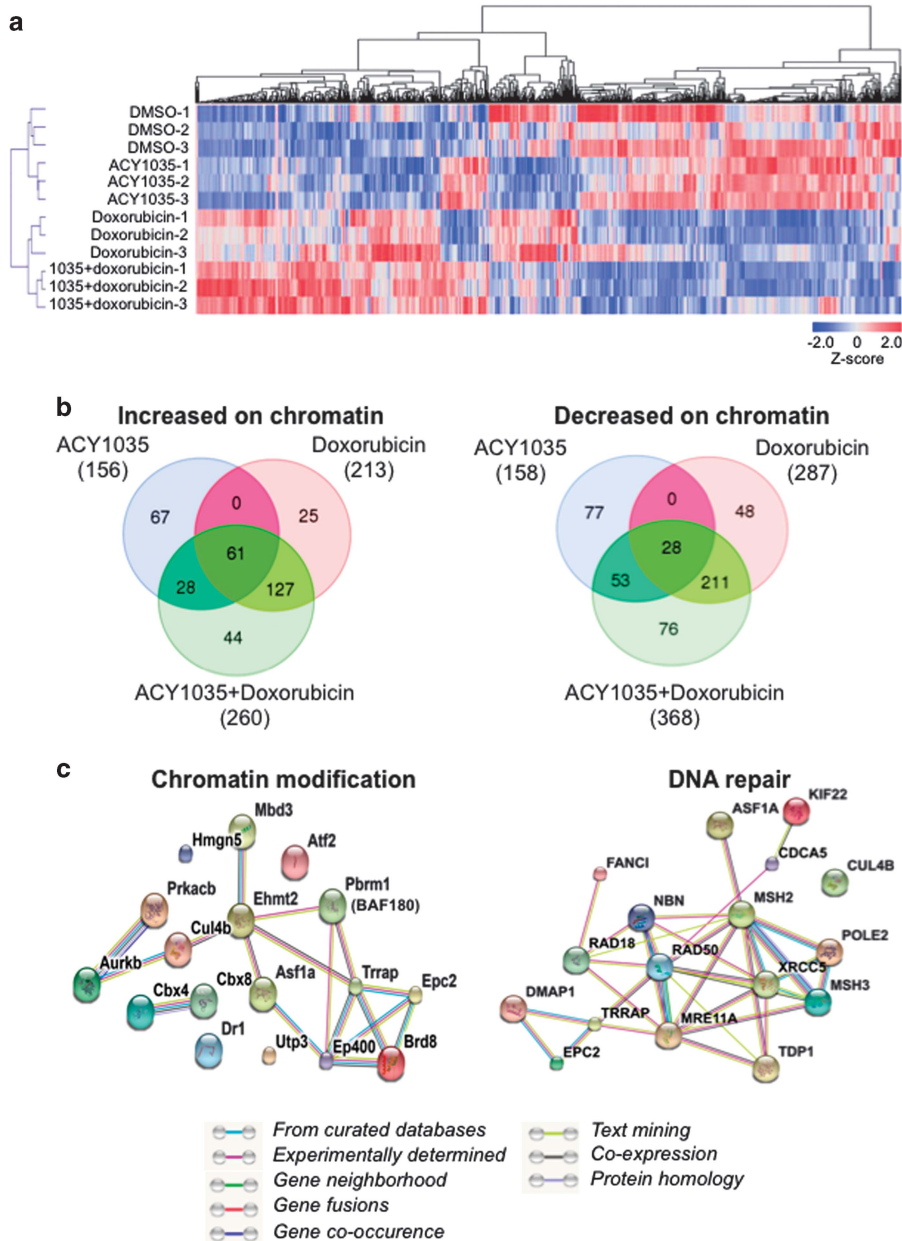 a
DMSO-1
DMSO-2
DMSO-3
ACY1035-1
ACY1035-2
ACY1035-3
Doxorubicin-1
Doxorubicin-2
Doxorubicin-3
1035+doxorubicin-1
1035+doxorubicin-2
1035+doxorubicin-3
-2.0 0 2.0
Z-score
b
Increased on chromatin
ACY1035
(156)
Doxorubicin
(213)
67
0
25
61
28
127
44
ACY1035+Doxorubicin
(260)
Decreased on chromatin
ACY1035
(158)
Doxorubicin
(287)
77
0
48
28
53
211
76
ACY1035+Doxorubicin
(368)
c
Chromatin modification
Mbd3
Hmgn5
Atf2
Prkacb
Ehmt2
Pbrm1
(BAF180)
Cul4b
Aurkb
Cbx4
Cbx8
Asf1a
Trrap
Epc2
Dr1
Utp3
Ep400
Brd8
DNA repair
ASF1A
KIF22
CDCA5
FANCI
CUL4B
NBN
MSH2
POLE2
RAD18
RAD50
XRCC5
MSH3
DMAP1
TRRAP
MRE11A
EPC2
TDP1
From curated databases
Experimentally determined
Gene neighborhood
Gene fusions
Gene co-occurence
Text mining
Co-expression
Protein homology